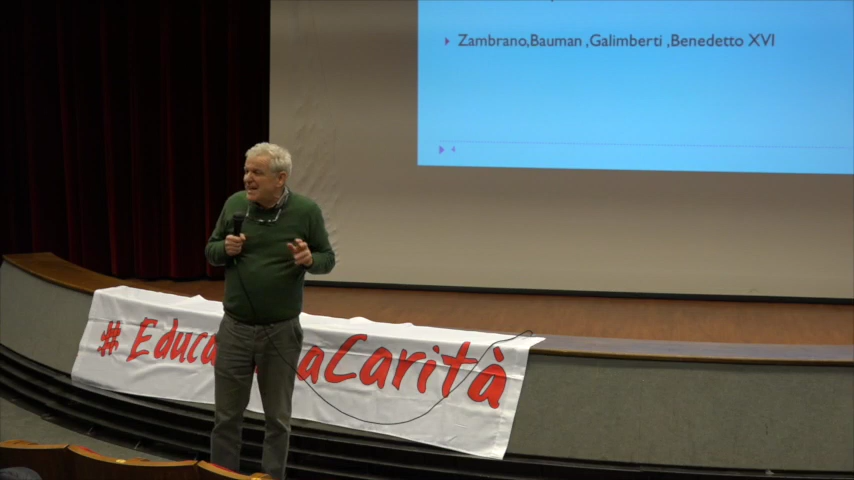 Zambrano,Bauman ,Galimberti ,Benedetto XVI
# Educa aCarità